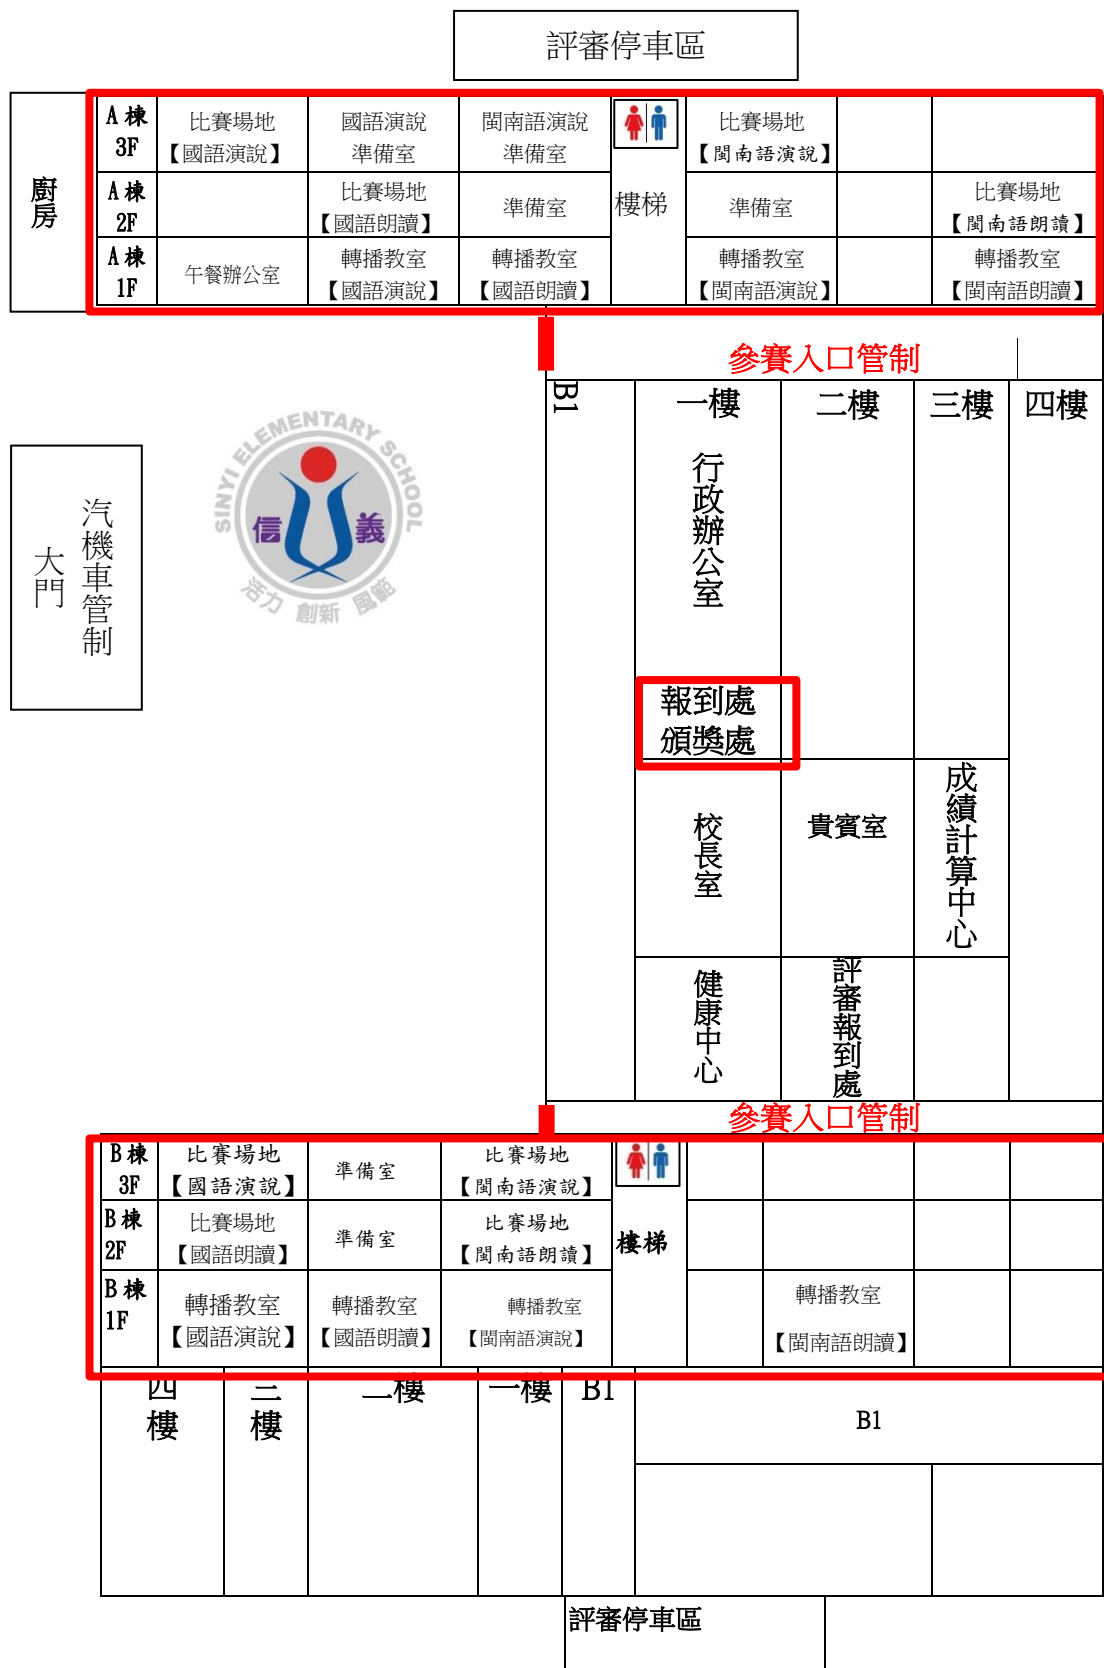 評審停車區
廚房
A棟
3F
比賽場地
【國語演說】
國語演說
準備室
閩南語演說
準備室
比賽場地
【閩南語演說】
A棟
2F
比賽場地
【國語朗讀】
準備室
樓梯
準備室
比賽場地
【閩南語朗讀】
A棟
1F
午餐辦公室
轉播教室
【國語演說】
轉播教室
【國語朗讀】
轉播教室
【閩南語演說】
轉播教室
【閩南語朗讀】
參賽入口管制
B1
一樓
二樓
三樓
四樓
SINYI ELEMENTARY SCHOOL
信義
活力 創新 風範
汽機車管制
大門
行政辦公室
報到處
頒獎處
校長室
貴賓室
成績計算中心
健康中心
評審報到處
參賽入口管制
B棟
3F
比賽場地
【國語演說】
準備室
比賽場地
【閩南語演說】
B棟
2F
比賽場地
【國語朗讀】
準備室
比賽場地
【閩南語朗讀】
樓梯
B棟
1F
轉播教室
【國語演說】
轉播教室
【國語朗讀】
轉播教室
【閩南語演說】
轉播教室
【閩南語朗讀】
四樓
三樓
二樓
一樓
B1
B1
評審停車區